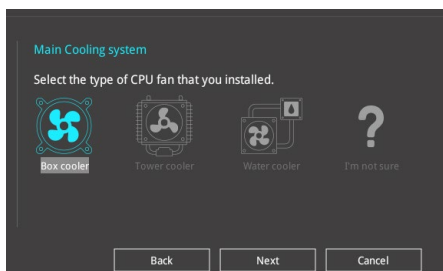 Main Cooling system
Select the type of CPU fan that you installed.
Box cooler Tower cooler Water cooler I'm not sure
Back Next Cancel